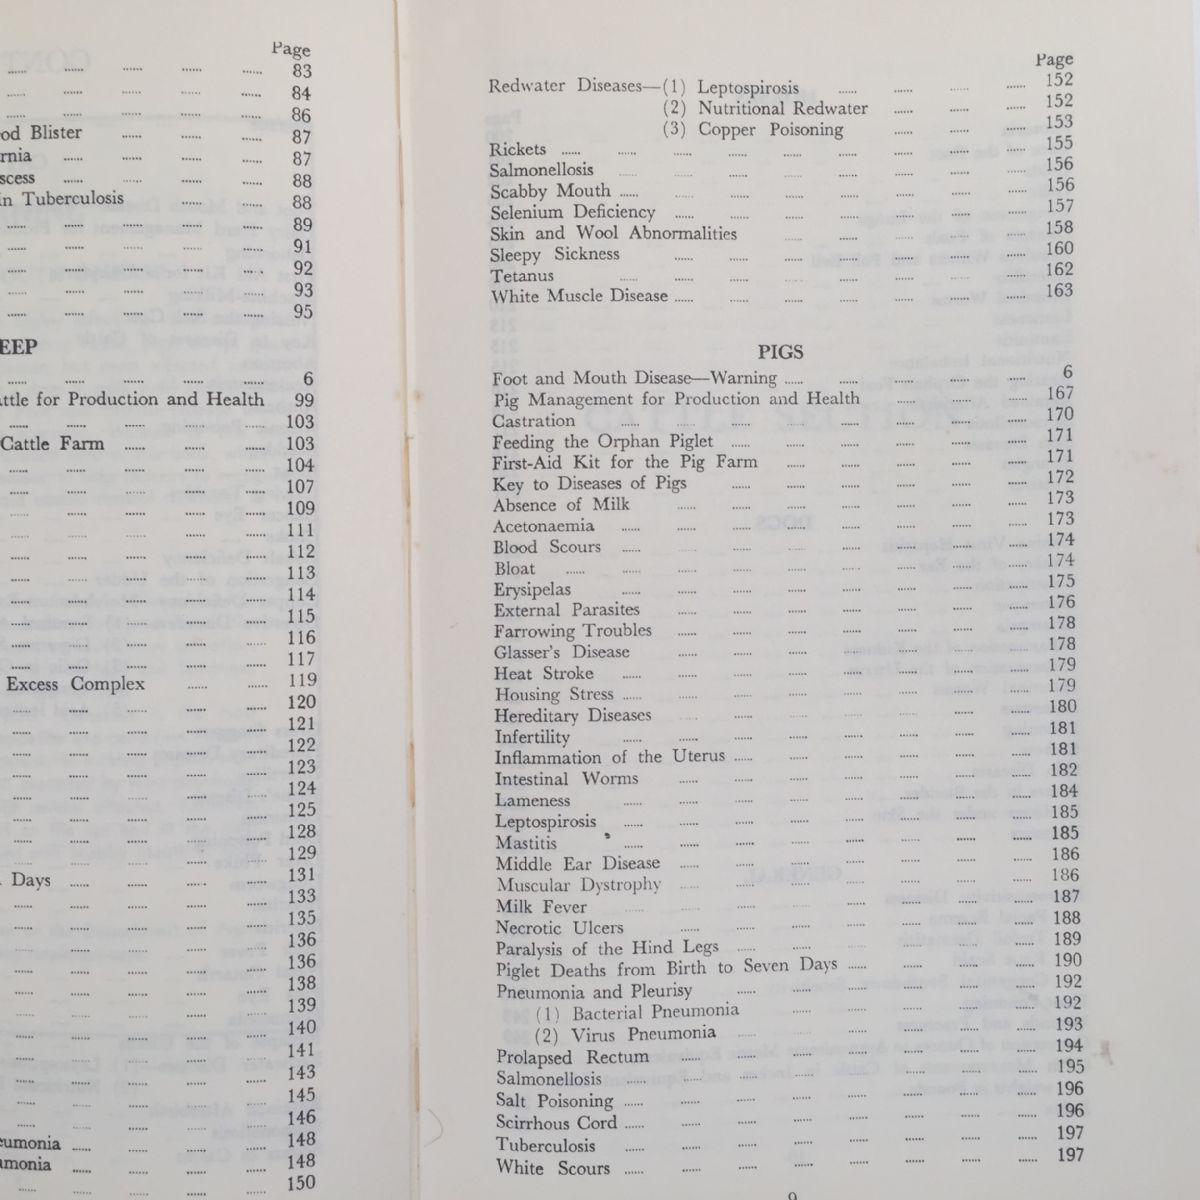 Page
83
84
86
od Blister 87
rnia 87
scess 88
in Tuberculosis 88
89
91
92
93
95
EEP
6
attle for Production and Health 99
103
Cattle Farm 103
104
107
109
111
112
113
114
115
116
117
Excess Complex 119
120
121
122
123
124
125
128
129
Days 131
133
135
136
136
138
139
140
141
143
145
146
eumonia 148
monia 148
150
Page
Redwater Diseases—(1) Leptospirosis 152
(2) Nutritional Redwater 152
(3) Copper Poisoning 153
Rickets 155
Salmonellosis 156
Scabby Mouth 156
Selenium Deficiency 157
Skin and Wool Abnormalities 158
Sleepy Sickness 160
Tetanus 162
White Muscle Disease 163
PIGS
Foot and Mouth Disease—Warning 6
Pig Management for Production and Health 167
Castration 170
Feeding the Orphan Piglet 171
First-Aid Kit for the Pig Farm 171
Key to Diseases of Pigs 172
Absence of Milk 173
Acetonaemia 173
Blood Scours 174
Bloat 174
Erysipelas 175
External Parasites 176
Farrowing Troubles 178
Glasser's Disease 178
Heat Stroke 179
Housing Stress 179
Hereditary Diseases 180
Infertility 181
Inflammation of the Uterus 181
Intestinal Worms 182
Lameness 184
Leptospirosis 185
Mastitis 185
Middle Ear Disease 186
Muscular Dystrophy 186
Milk Fever 187
Necrotic Ulcers 188
Paralysis of the Hind Legs 189
Piglet Deaths from Birth to Seven Days 190
Pneumonia and Pleurisy 192
(1) Bacterial Pneumonia 192
(2) Virus Pneumonia 193
Prolapsed Rectum 194
Salmonellosis 195
Salt Poisoning 196
Scirrhous Cord 196
Tuberculosis 197
White Scours 197
9